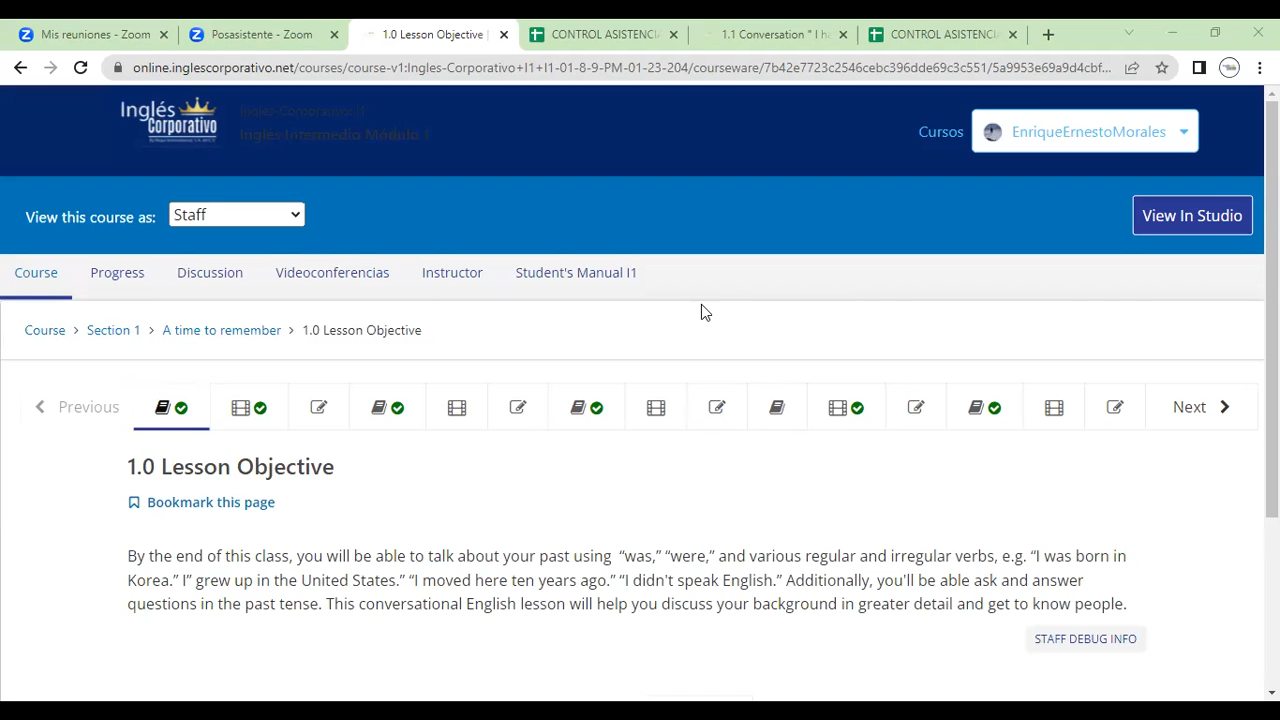 Mis reuniones - Zoom
Posasistente - Zoom
1.0 Lesson Objective
CONTROL ASISTENCI
1.1 Conversation " I h
CONTROL ASISTENCI
online.inglescorporativo.net/courses/course-v1:Ingles-Corporativo+I1+I1-01-8-9-PM-01-23-204/courseware/7b42e7723c2546cebc396dde69c3c551/5a9953e69a9d4cbf...
Inglés
Corporativo
Ingles-Corporativo: I1
Inglés Intermedio Módulo 1
Cursos
EnriqueErnestoMorales
View this course as:
Staff
View In Studio
Course
Progress
Discussion
Videoconferencias
Instructor
Student's Manual I1
Course > Section 1 > A time to remember > 1.0 Lesson Objective
Previous
Next
1.0 Lesson Objective
Bookmark this page
By the end of this class, you will be able to talk about your past using “was,” “were,” and various regular and irregular verbs, e.g. “I was born in
Korea.” I” grew up in the United States.” “I moved here ten years ago.” “I didn't speak English.” Additionally, you'll be able ask and answer
questions in the past tense. This conversational English lesson will help you discuss your background in greater detail and get to know people.
STAFF DEBUG INFO